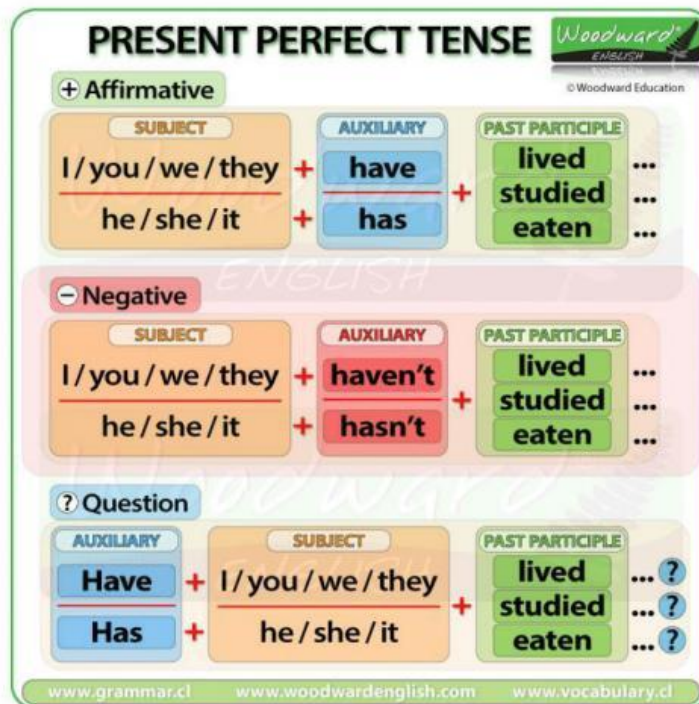 PRESENT PERFECT TENSE
Woodward®
ENGLISH
© Woodward Education
+ Affirmative
SUBJECT AUXILIARY PAST PARTICIPLE
I / you / we / they + have
he / she / it + has
+
lived ...
studied ...
eaten ...
− Negative
SUBJECT AUXILIARY PAST PARTICIPLE
I / you / we / they + haven't
he / she / it + hasn't
+
lived ...
studied ...
eaten ...
? Question
AUXILIARY SUBJECT PAST PARTICIPLE
Have + I / you / we / they
Has + he / she / it
+
lived ... ?
studied ... ?
eaten ... ?
www.grammar.cl www.woodwardenglish.com www.vocabulary.cl